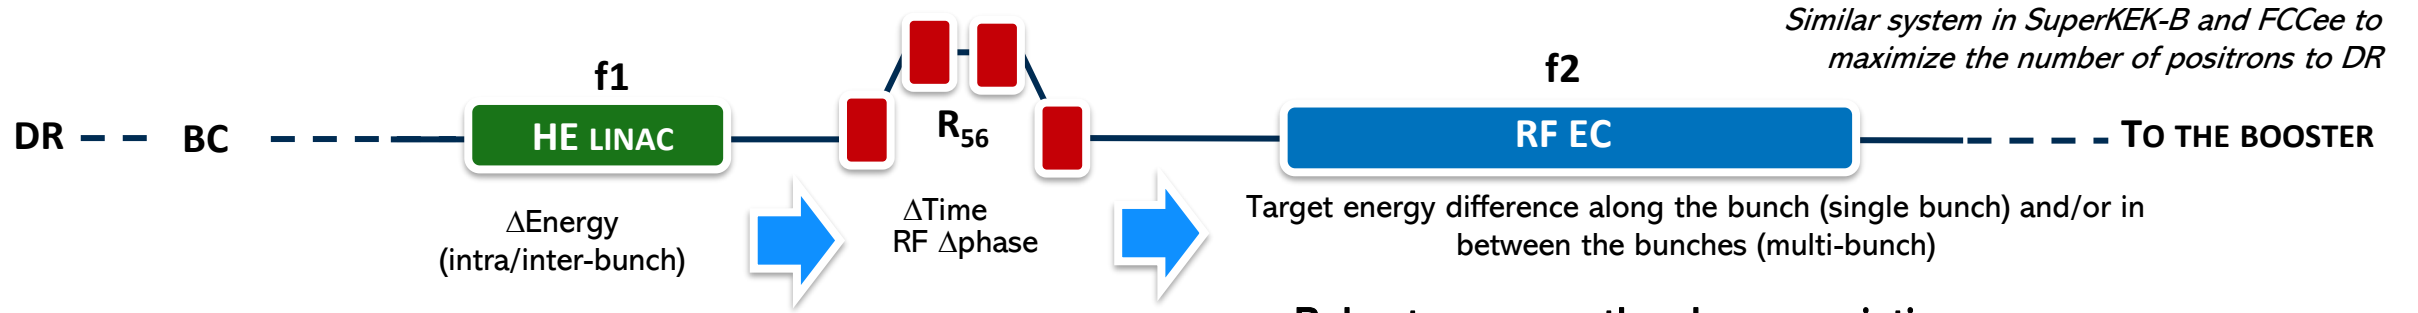 Similar system in SuperKEK-B and FCCee to
maximize the number of positrons to DR
f1
f2
DR
BC
HE LINAC
R56
RF EC
TO THE BOOSTER
ΔEnergy
(intra/inter-bunch)
ΔTime
RF Δphase
Target energy difference along the bunch (single bunch) and/or in
between the bunches (multi-bunch)